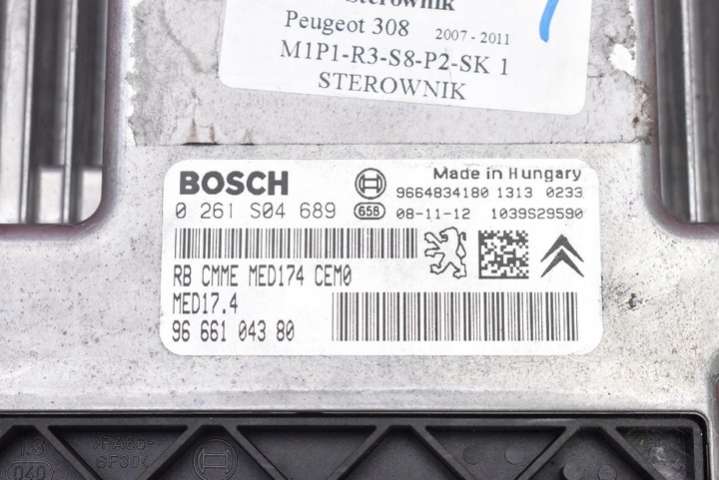 Sterownik
Peugeot 308 2007 - 2011
M1P1-R3-S8-P2-SK 1
STEROWNIK
BOSCH
Made in Hungary
9664834180 1313 0233
0 261 S04 689 658 08-11-12 1039S29590
RB CMME MED174 CEM0
MED17.4
96 661 043 80